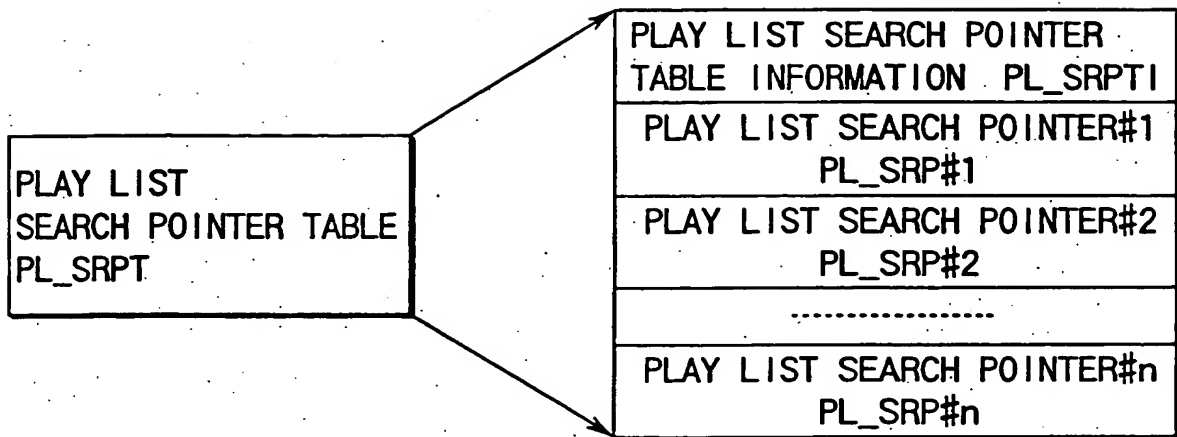 PLAY LIST
SEARCH POINTER TABLE
PL_SRPT
PLAY LIST SEARCH POINTER
TABLE INFORMATION PL_SRPTI
PLAY LIST SEARCH POINTER#1
PL_SRP#1
PLAY LIST SEARCH POINTER#2
PL_SRP#2
..................
PLAY LIST SEARCH POINTER#n
PL_SRP#n